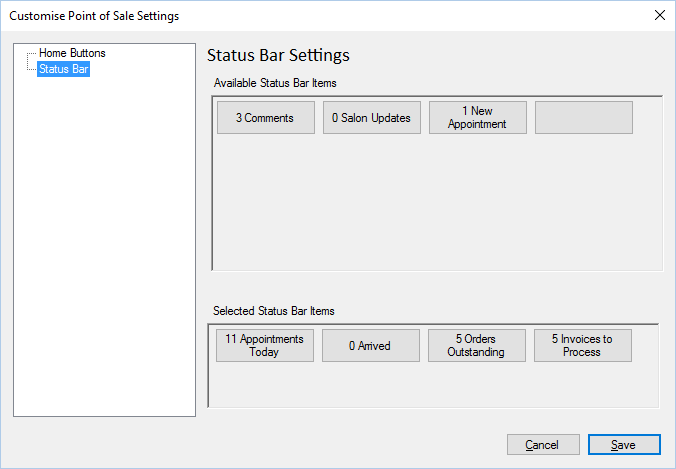 Customise Point of Sale Settings
Home Buttons
Status Bar
Status Bar Settings
Available Status Bar Items
3 Comments
0 Salon Updates
1 New
Appointment
Selected Status Bar Items
11 Appointments
Today
0 Arrived
5 Orders
Outstanding
5 Invoices to
Process
Cancel
Save